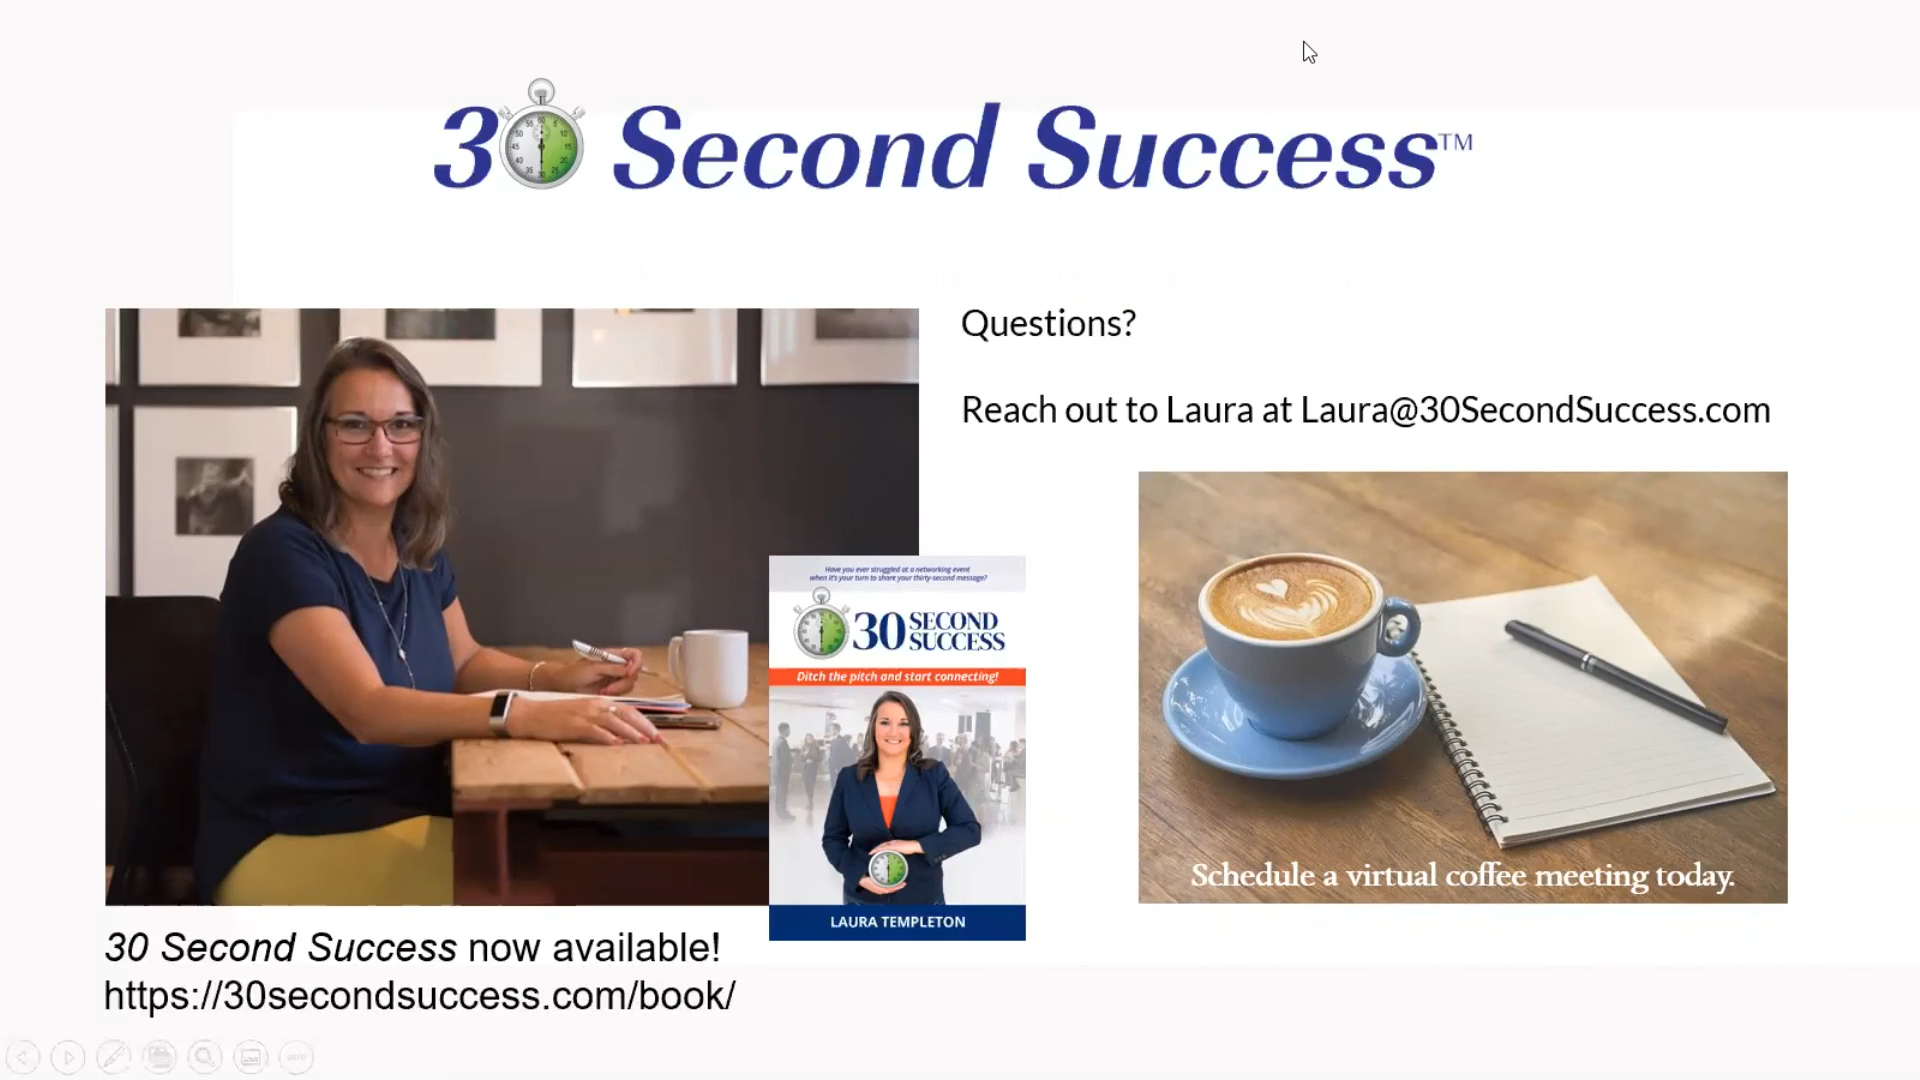 30 Second Success™
Questions?
Reach out to Laura at Laura@30SecondSuccess.com
Have you ever struggled at a networking event
when it's your turn to share your thirty-second message?
30 SECOND
SUCCESS
Ditch the pitch and start connecting!
LAURA TEMPLETON
Schedule a virtual coffee meeting today.
30 Second Success now available!
https://30secondsuccess.com/book/